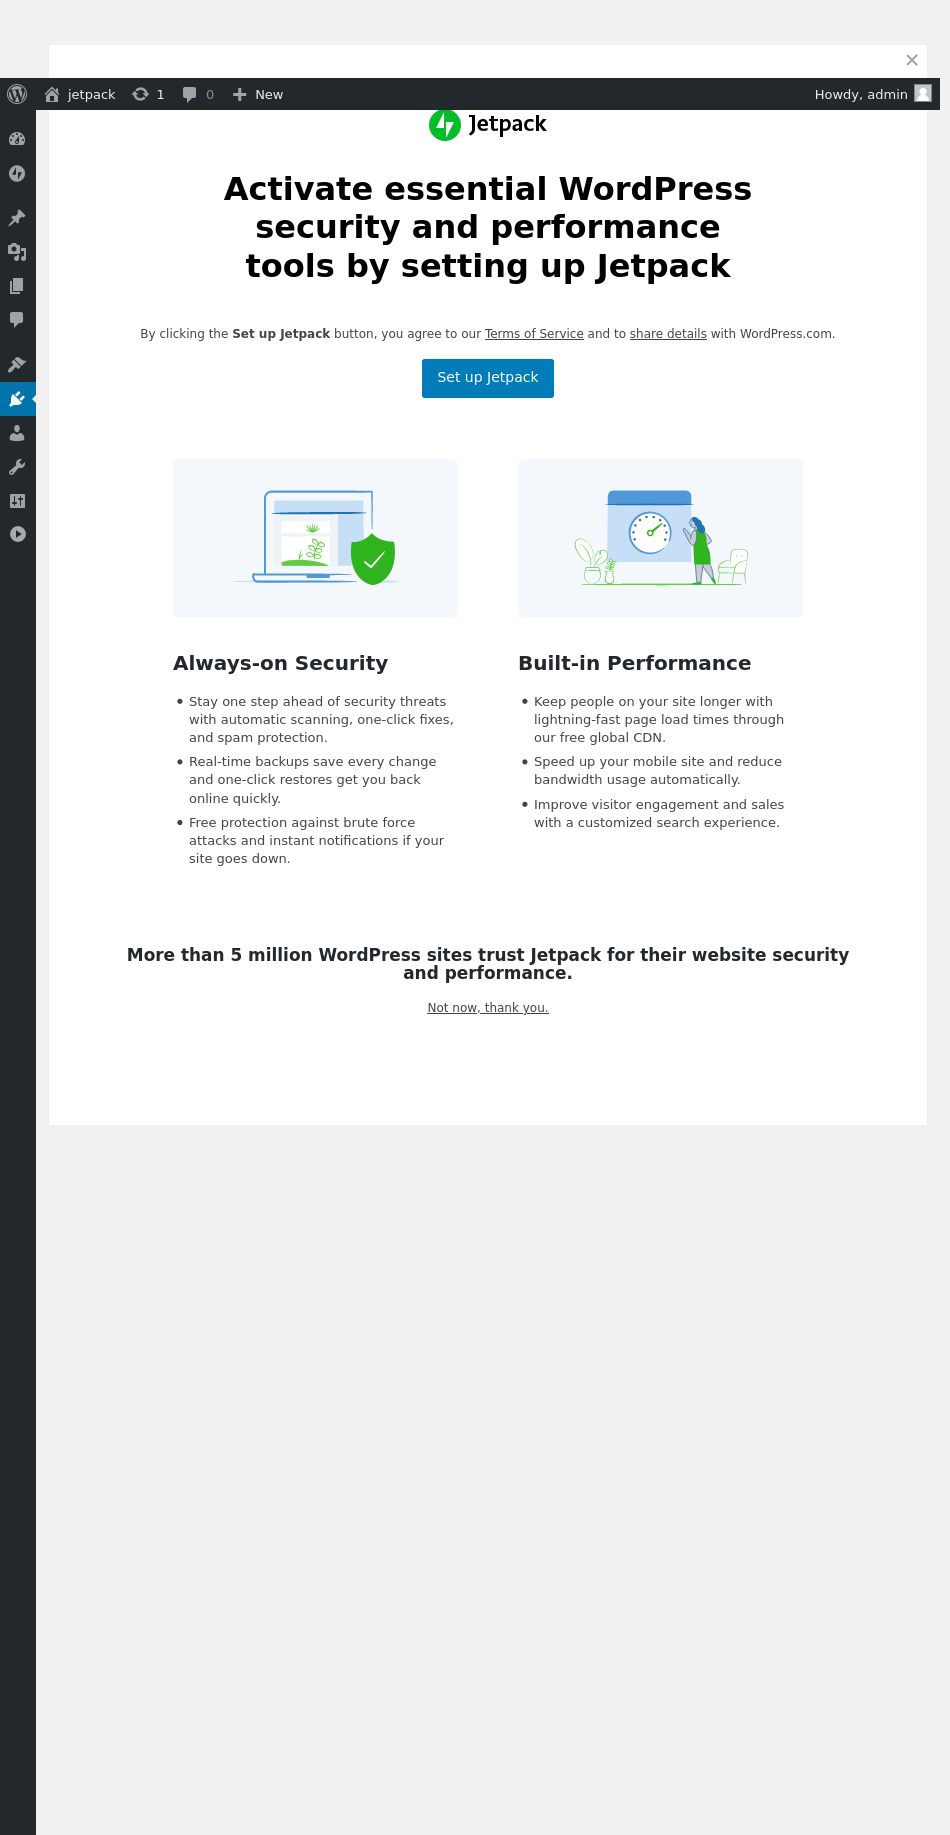 jetpack 1 0 New Howdy, admin
Jetpack
Activate essential WordPress
security and performance
tools by setting up Jetpack
By clicking the Set up Jetpack button, you agree to our Terms of Service and to share details with WordPress.com.
Set up Jetpack
Always-on Security
• Stay one step ahead of security threats
with automatic scanning, one-click fixes,
and spam protection.
• Real-time backups save every change
and one-click restores get you back
online quickly.
• Free protection against brute force
attacks and instant notifications if your
site goes down.
Built-in Performance
• Keep people on your site longer with
lightning-fast page load times through
our free global CDN.
• Speed up your mobile site and reduce
bandwidth usage automatically.
• Improve visitor engagement and sales
with a customized search experience.
More than 5 million WordPress sites trust Jetpack for their website security
and performance.
Not now, thank you.